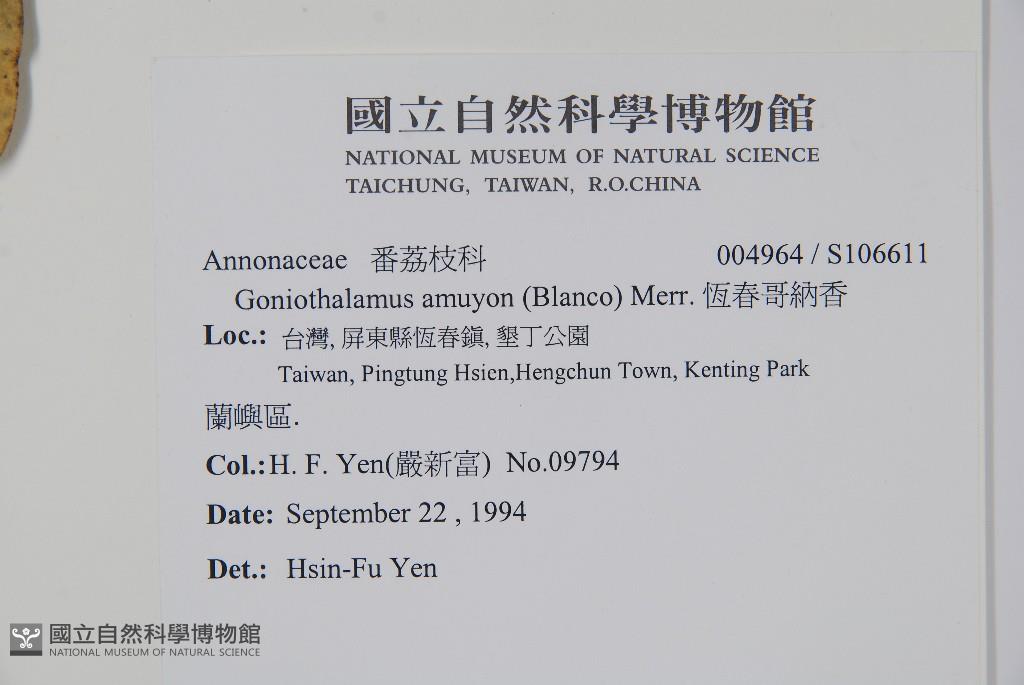 國立自然科學博物館
NATIONAL MUSEUM OF NATURAL SCIENCE
TAICHUNG, TAIWAN, R.O.CHINA
Annonaceae 番荔枝科 004964 / S106611
Goniothalamus amuyon (Blanco) Merr. 恆春哥納香
Loc.: 台灣, 屏東縣恆春鎮, 墾丁公園
Taiwan, Pingtung Hsien,Hengchun Town, Kenting Park
蘭嶼區.
Col.:H. F. Yen(嚴新富) No.09794
Date: September 22 , 1994
Det.: Hsin-Fu Yen
國立自然科學博物館
NATIONAL MUSEUM OF NATURAL SCIENCE